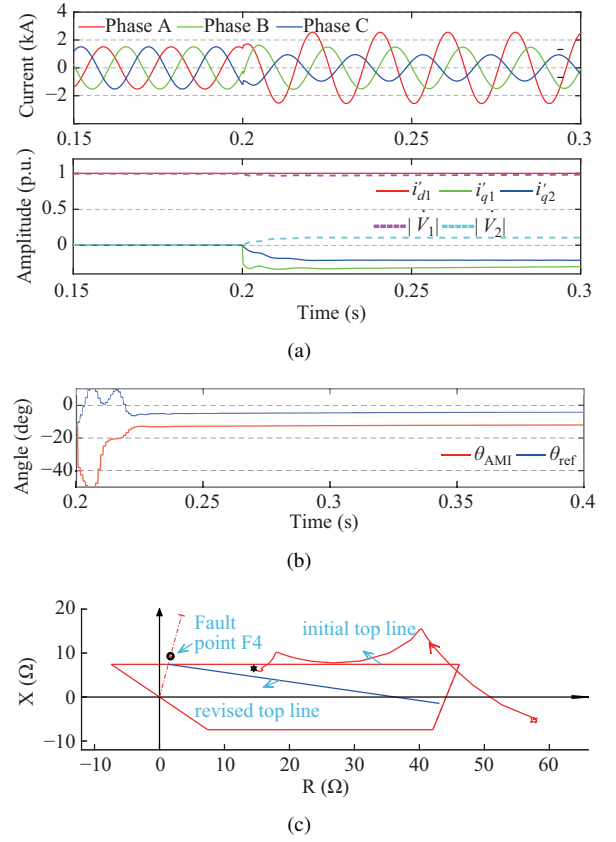 Phase A Phase B Phase C
4
2
0
−2
Current (kA)
0.15 0.2 0.25 0.3
1
0.5
0
Amplitude (p.u.)
i′d1 i′q1 i′q2
|V̇1| |V̇2|
0.15 0.2 0.25 0.3
Time (s)
(a)
0
−20
−40
Angle (deg)
θAMI θref
0.2 0.25 0.3 0.35 0.4
Time (s)
(b)
20
10
0
−10
X (Ω)
Fault
point F4
initial top line
revised top line
−10 0 10 20 30 40 50 60
R (Ω)
(c)